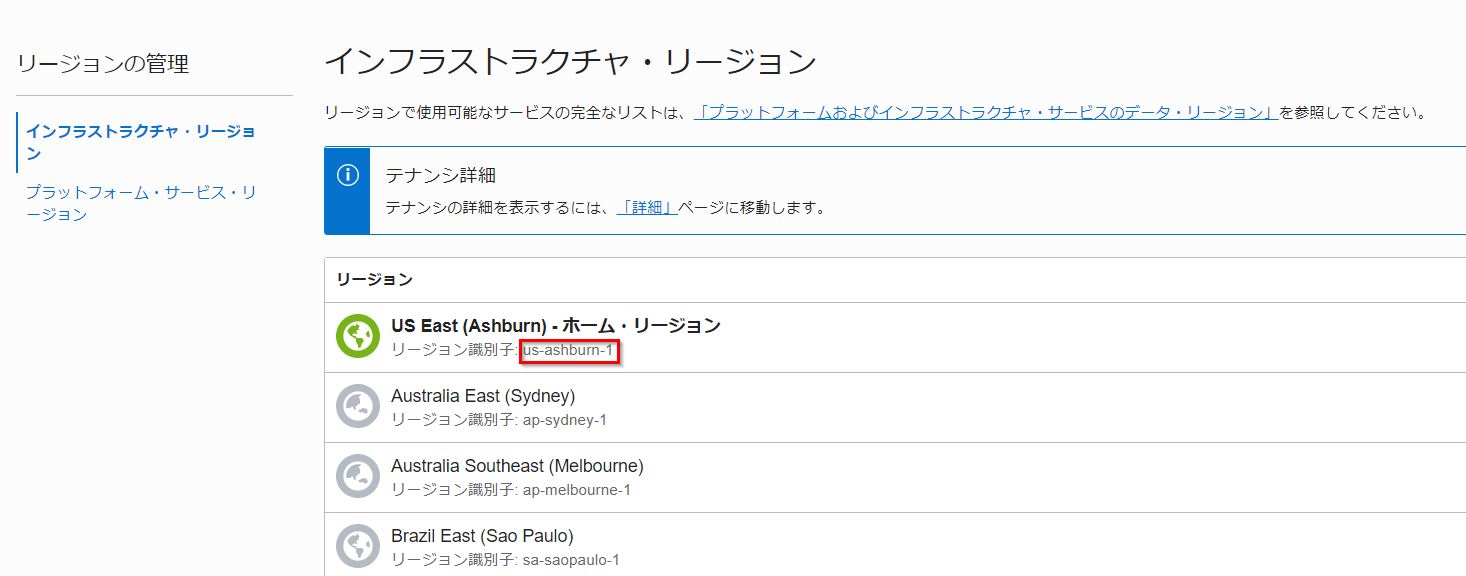 リージョンの管理
インフラストラクチャ・リージョ
ン
プラットフォーム・サービス・リ
ージョン
インフラストラクチャ・リージョン
リージョンで使用可能なサービスの完全なリストは、「プラットフォームおよびインフラストラクチャ・サービスのデータ・リージョン」を参照してください。
テナンシ詳細
テナンシの詳細を表示するには、「詳細」ページに移動します。
リージョン
US East (Ashburn) - ホーム・リージョン
リージョン識別子: us-ashburn-1
Australia East (Sydney)
リージョン識別子: ap-sydney-1
Australia Southeast (Melbourne)
リージョン識別子: ap-melbourne-1
Brazil East (Sao Paulo)
リージョン識別子: sa-saopaulo-1